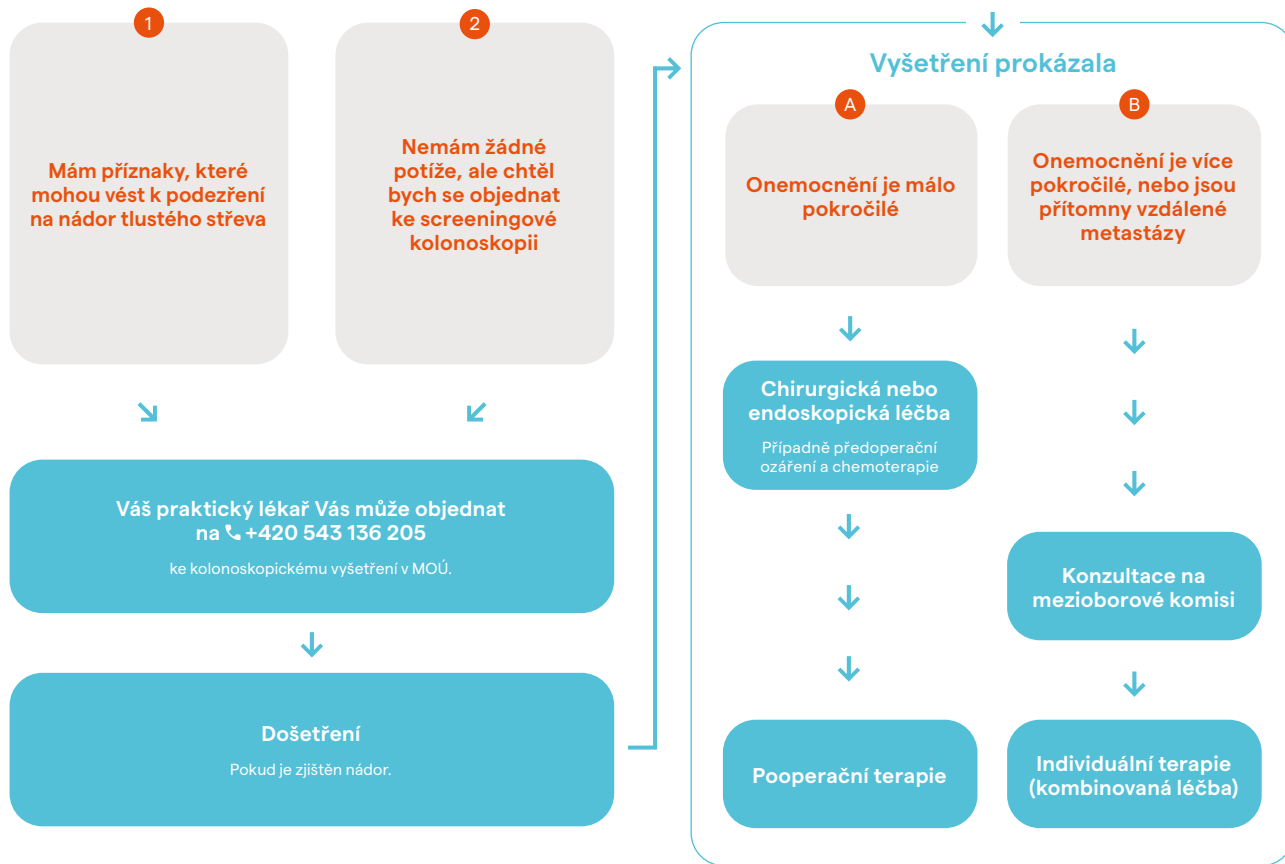 1
Mám příznaky, které
mohou vést k podezření
na nádor tlustého střeva
2
Nemám žádné
potíže, ale chtěl
bych se objednat
ke screeningové
kolonoskopii
Váš praktický lékař Vás může objednat
na +420 543 136 205
ke kolonoskopickému vyšetření v MOÚ.
Došetření
Pokud je zjištěn nádor.
Vyšetření prokázala
A
Onemocnění je málo
pokročilé
Chirurgická nebo
endoskopická léčba
Případně předoperační
ozáření a chemoterapie
Pooperační terapie
B
Onemocnění je více
pokročilé, nebo jsou
přítomny vzdálené
metastázy
Konzultace na
mezioborové komisi
Individuální terapie
(kombinovaná léčba)